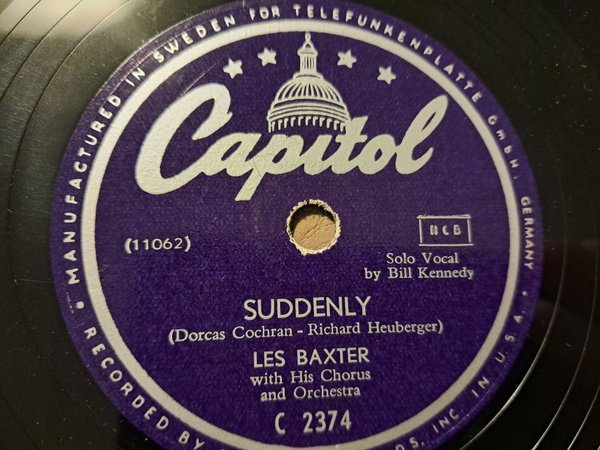 MANUFACTURED IN SWEDEN FOR TELEFUNKENPLATTE GmbH. GERMANY
Capitol
(11062)
NCB
Solo Vocal
by Bill Kennedy
SUDDENLY
(Dorcas Cochran - Richard Heuberger)
LES BAXTER
with His Chorus
and Orchestra
C 2374
RECORDED BY
INC. IN U.S.A.